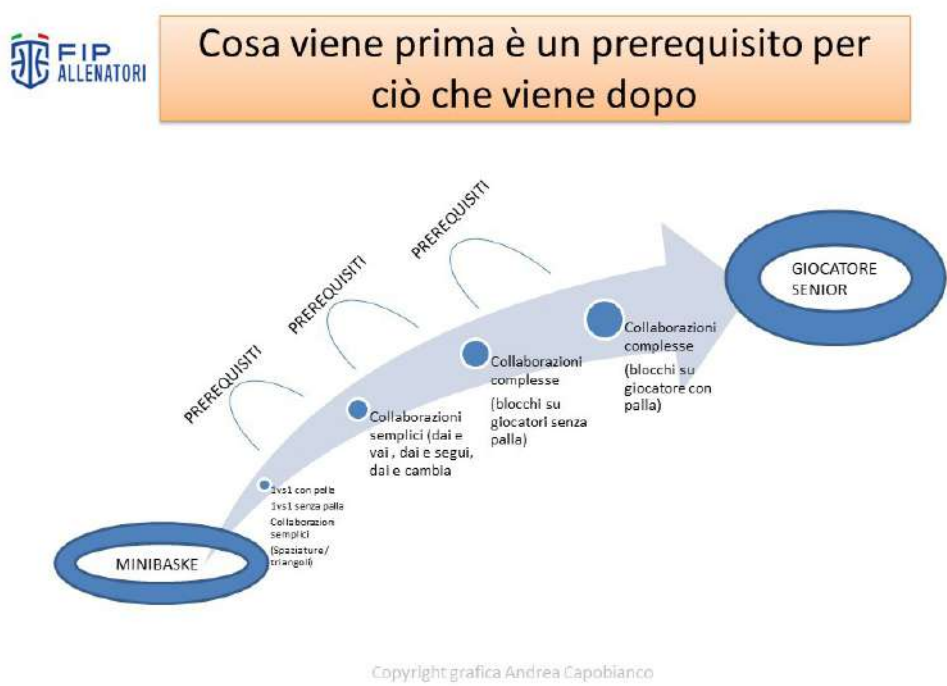 FIP
ALLENATORI
Cosa viene prima è un prerequisito per
ciò che viene dopo
PREREQUISITI
PREREQUISITI
PREREQUISITI
GIOCATORE
SENIOR
Collaborazioni
complesse
(blocchi su
giocatore con
palla)
Collaborazioni
complesse
(blocchi su
giocatori senza
palla)
Collaborazioni
semplici (dai e
vai , dai e segui,
dai e cambia
1vs1 con palla
1vs1 senza palla
Collaborazioni
semplici
(Spaziature/
triangoli)
MINIBASKE
Copyright grafica Andrea Capobianco